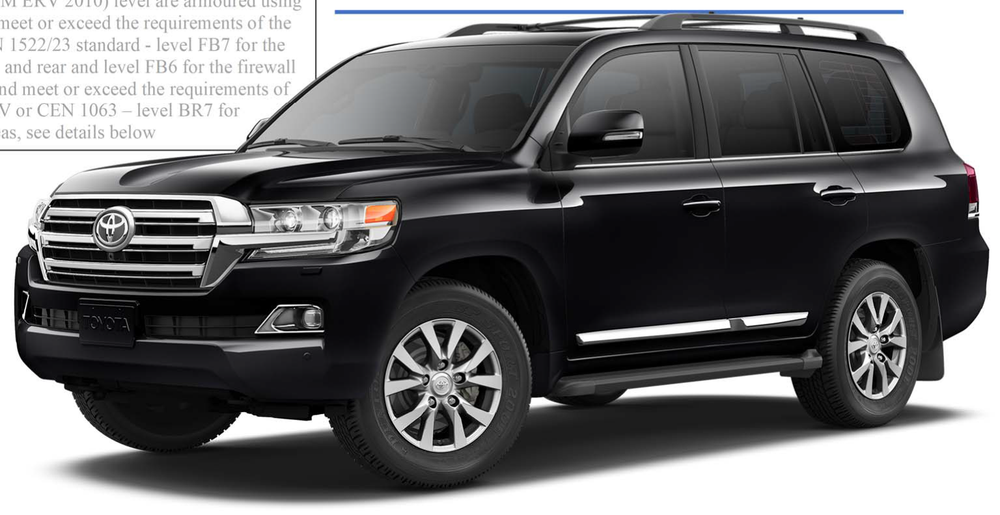 M ERV 2010) level are armoured using
meet or exceed the requirements of the
N 1522/23 standard - level FB7 for the
and rear and level FB6 for the firewall
nd meet or exceed the requirements of
V or CEN 1063 – level BR7 for
eas, see details below
TOYOTA